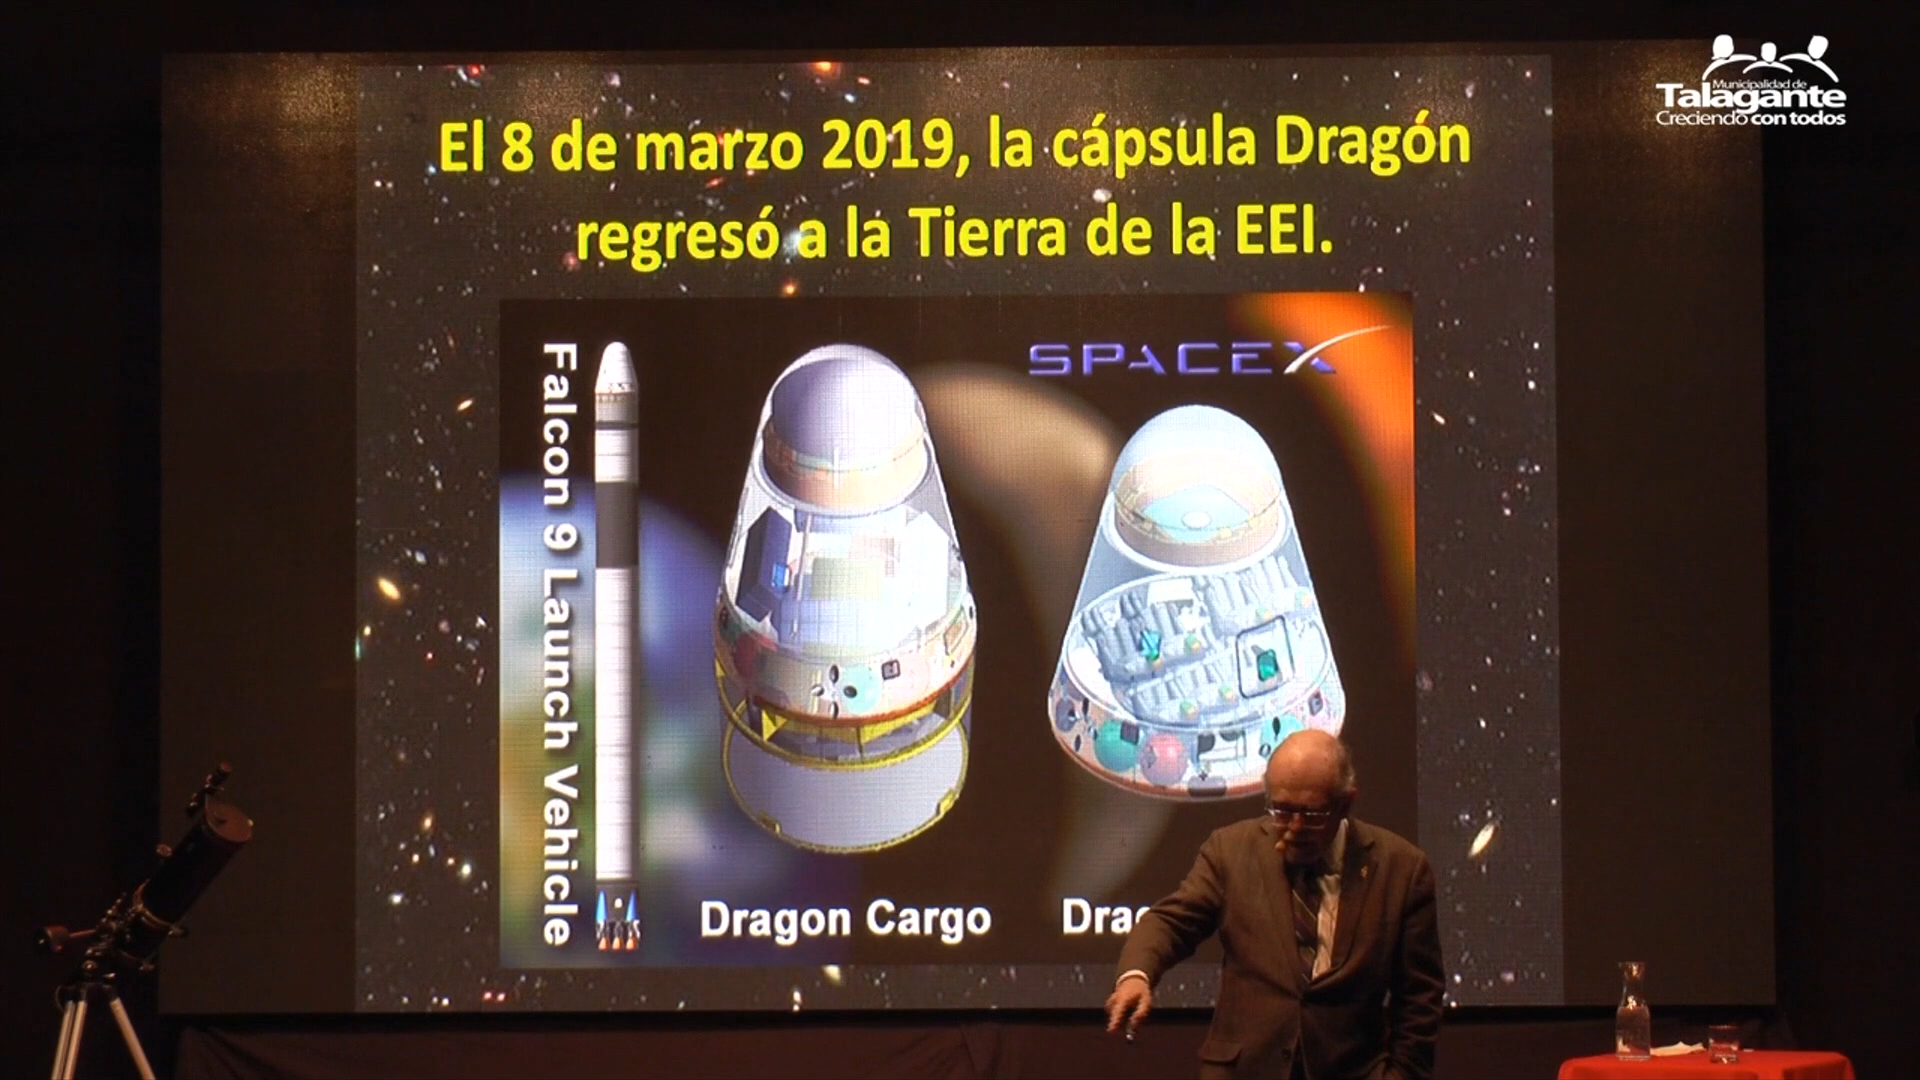 Municipalidad de
Talagante
Creciendo con todos
El 8 de marzo 2019, la cápsula Dragón
regresó a la Tierra de la EEI.
SPACEX
Falcon 9 Launch Vehicle
Dragon Cargo